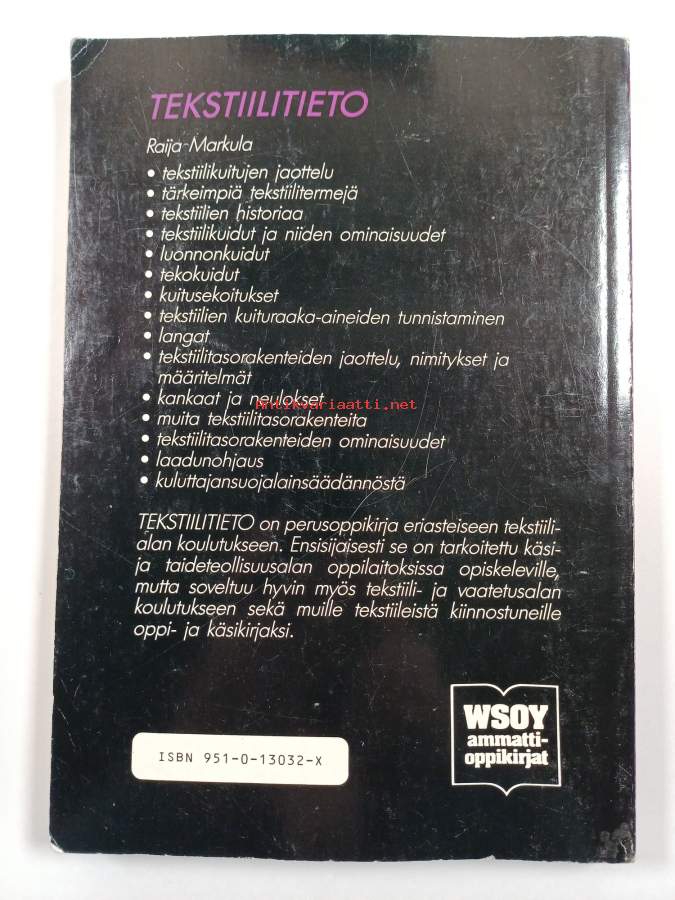 TEKSTIILITIETO
Raija Markula
• tekstiilikuitujen jaottelu
• tärkeimpiä tekstiilitermejä
• tekstiilien historiaa
• tekstiilikuidut ja niiden ominaisuudet
• luonnonkuidut
• tekokuidut
• kuitusekoitukset
• tekstiilien kuituraaka-aineiden tunnistaminen
• langat
• tekstiilitasorakenteiden jaottelu, nimitykset ja
määritelmät
• kankaat ja neulokset
Antikvariaatti.net
• muita tekstiilitasorakenteita
• tekstiilitasorakenteiden ominaisuudet
• laadunohjaus
• kuluttajansuojalainsäädännöstä
TEKSTIILITIETO on perusoppikirja eriasteiseen tekstiili-
alan koulutukseen. Ensisijaisesti se on tarkoitettu käsi-
ja taideteollisuusalan oppilaitoksissa opiskeleville,
mutta soveltuu hyvin myös tekstiili- ja vaatetusalan
koulutukseen sekä muille tekstiileistä kiinnostuneille
oppi- ja käsikirjaksi.
WSOY
ammatti-
oppikirjat
ISBN 951-0-13032-X